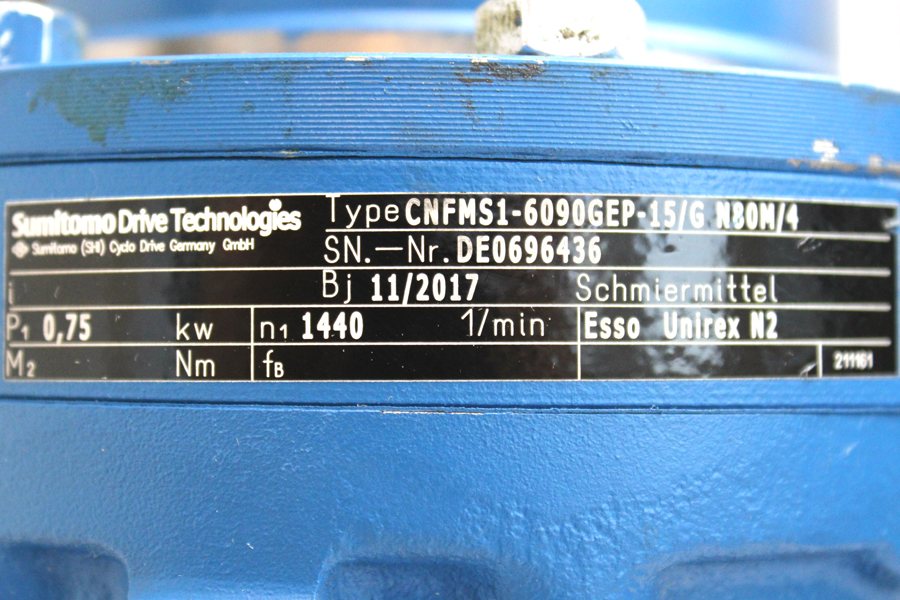 Sumitomo Drive Technologies
Sumitomo (SHI) Cyclo Drive Germany GmbH
Type CNFMS1-6090GEP-15/G N80M/4
SN.-Nr. DE0696436
i
Bj 11/2017 Schmiermittel
P1 0,75 kw n1 1440 1/min Esso Unirex N2
M2 Nm fB
211161